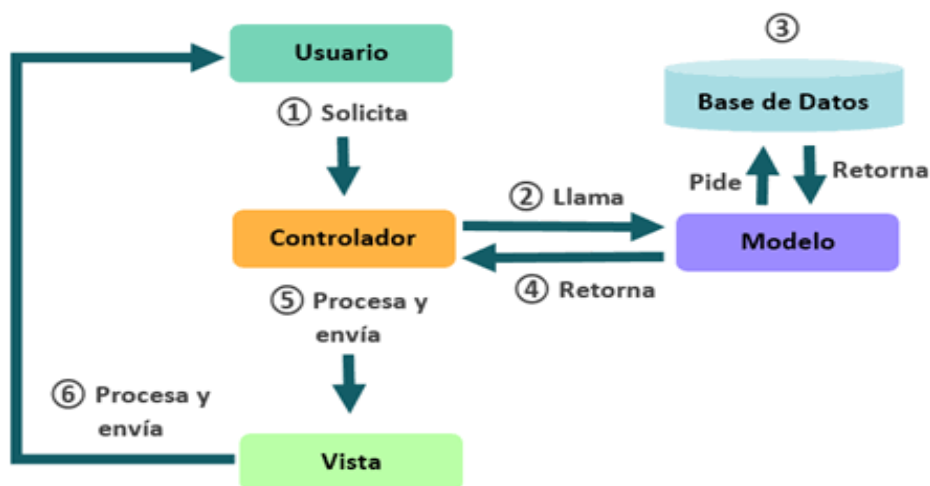 ③
Usuario
Base de Datos
① Solicita
Pide
Retorna
② Llama
Controlador
Modelo
④ Retorna
⑤ Procesa y
envía
⑥ Procesa y
envía
Vista